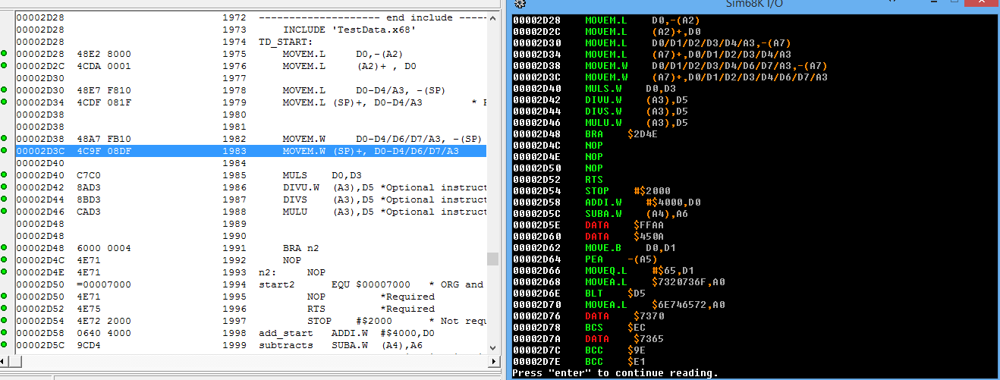 00002D28 1972 -------------------- end include -----
00002D28 1973 INCLUDE 'TestData.x68'
00002D28 1974 TD_START:
00002D28 48E2 8000 1975 MOVEM.L D0,-(A2)
00002D2C 4CDA 0001 1976 MOVEM.L (A2)+ , D0
00002D30 1977
00002D30 48E7 F810 1978 MOVEM.L D0-D4/A3, -(SP)
00002D34 4CDF 081F 1979 MOVEM.L (SP)+, D0-D4/A3 *
00002D38 1980
00002D38 1981
00002D38 48A7 FB10 1982 MOVEM.W D0-D4/D6/D7/A3, -(SP)
00002D3C 4C9F 08DF 1983 MOVEM.W (SP)+, D0-D4/D6/D7/A3
00002D40 1984
00002D40 C7C0 1985 MULS D0,D3
00002D42 8AD3 1986 DIVU.W (A3),D5 *Optional instruct
00002D44 8BD3 1987 DIVS (A3),D5 *Optional instruct
00002D46 CAD3 1988 MULU (A3),D5 *Optional instruct
00002D48 1989
00002D48 1990
00002D48 6000 0004 1991 BRA n2
00002D4C 4E71 1992 NOP
00002D4E 4E71 1993 n2: NOP
00002D50 =00007000 1994 start2 EQU $00007000 * ORG and
00002D50 4E71 1995 NOP *Required
00002D52 4E75 1996 RTS *Required
00002D54 4E72 2000 1997 STOP #$2000 * Not requ
00002D58 0640 4000 1998 add_start ADDI.W #$4000,D0
00002D5C 9CD4 1999 subtracts SUBA.W (A4),A6
Sim68K I/O
00002D28 MOVEM.L D0,-(A2)
00002D2C MOVEM.L (A2)+,D0
00002D30 MOVEM.L D0/D1/D2/D3/D4/A3,-(A7)
00002D34 MOVEM.L (A7)+,D0/D1/D2/D3/D4/A3
00002D38 MOVEM.W D0/D1/D2/D3/D4/D6/D7/A3,-(A7)
00002D3C MOVEM.W (A7)+,D0/D1/D2/D3/D4/D6/D7/A3
00002D40 MULS.W D0,D3
00002D42 DIVU.W (A3),D5
00002D44 DIVS.W (A3),D5
00002D46 MULU.W (A3),D5
00002D48 BRA $2D4E
00002D4C NOP
00002D4E NOP
00002D50 NOP
00002D52 RTS
00002D54 STOP #$2000
00002D58 ADDI.W #$4000,D0
00002D5C SUBA.W (A4),A6
00002D5E DATA $FFAA
00002D60 DATA $450A
00002D62 MOVE.B D0,D1
00002D64 PEA -(A5)
00002D66 MOVEQ.L #$65,D1
00002D68 MOVEA.L $7320736F,A0
00002D6E BLT $D5
00002D70 MOVEA.L $6E746572,A0
00002D76 DATA $7370
00002D78 BCS $EC
00002D7A DATA $7365
00002D7C BCC $9E
00002D7E BCC $E1
Press "enter" to continue reading.